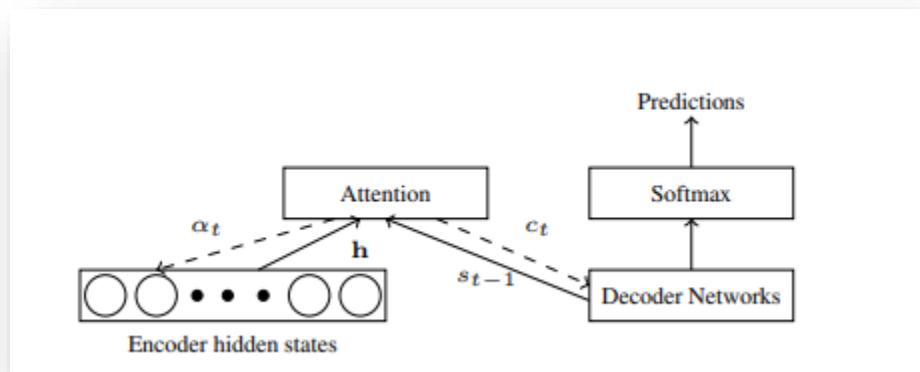 Predictions
Attention
Softmax
α_t
c_t
h
s_{t−1}
Decoder Networks
Encoder hidden states